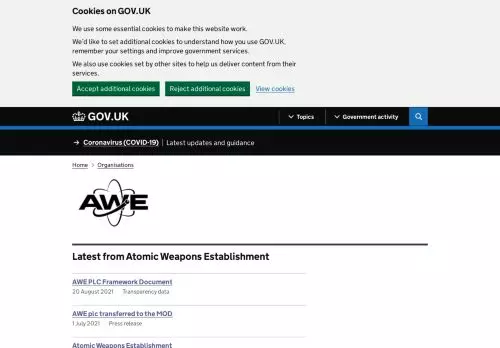 Cookies on GOV.UK
We use some essential cookies to make this website work.
We'd like to set additional cookies to understand how you use GOV.UK,
remember your settings and improve government services.
We also use cookies set by other sites to help us deliver content from their
services.
Accept additional cookies Reject additional cookies View cookies
GOV.UK Topics Government activity
→ Coronavirus (COVID-19) | Latest updates and guidance
Home > Organisations
AWE
Latest from Atomic Weapons Establishment
AWE PLC Framework Document
20 August 2021 Transparency data
AWE plc transferred to the MOD
1 July 2021 Press release
Atomic Weapons Establishment